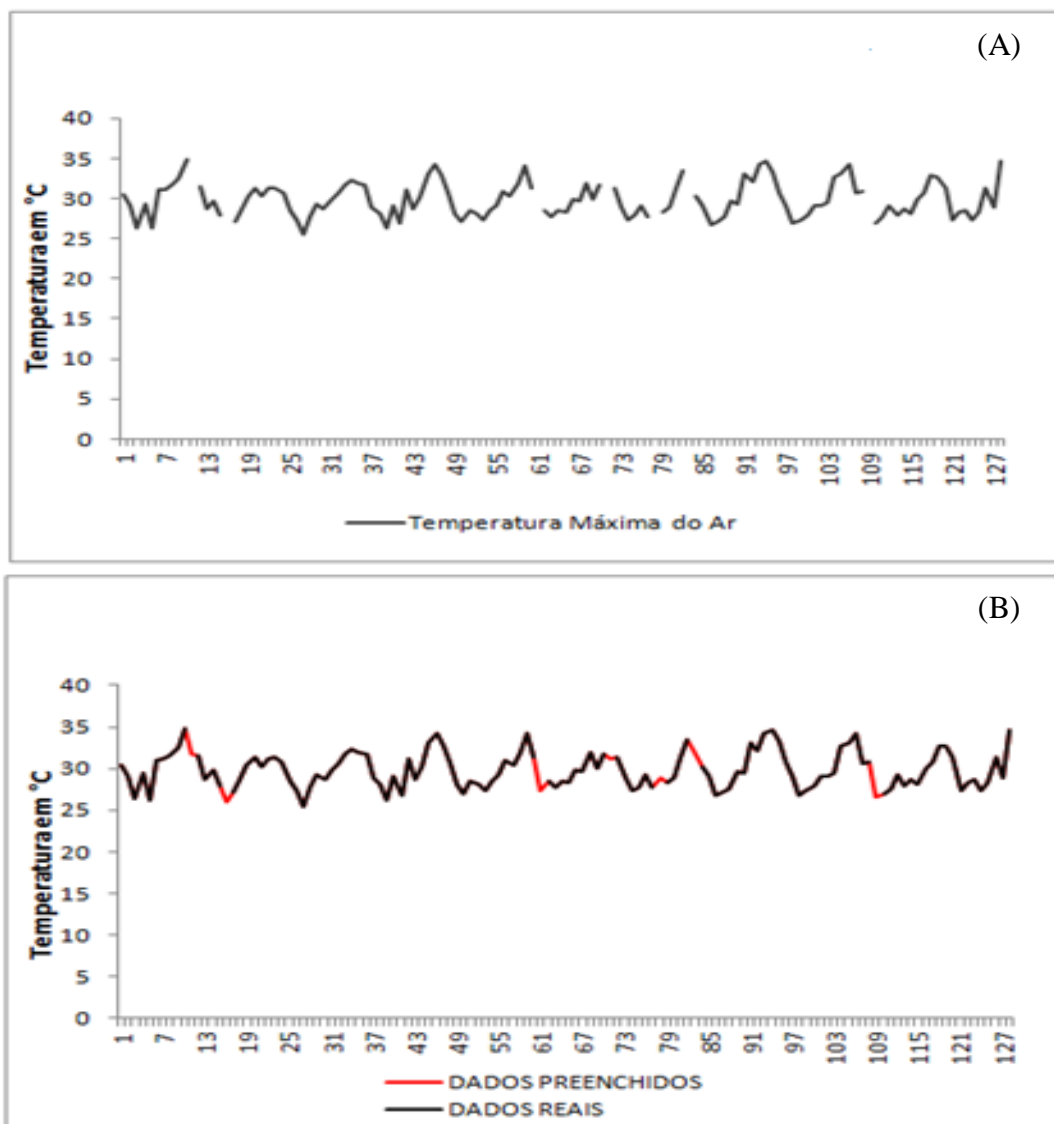 (A)
Temperatura em °C
40
35
30
25
20
15
10
5
0
1 7 13 19 25 31 37 43 49 55 61 67 73 79 85 91 97 103 109 115 121 127
Temperatura Máxima do Ar
(B)
Temperatura em °C
40
35
30
25
20
15
10
5
0
1 7 13 19 25 31 37 43 49 55 61 67 73 79 85 91 97 103 109 115 121 127
DADOS PREENCHIDOS
DADOS REAIS